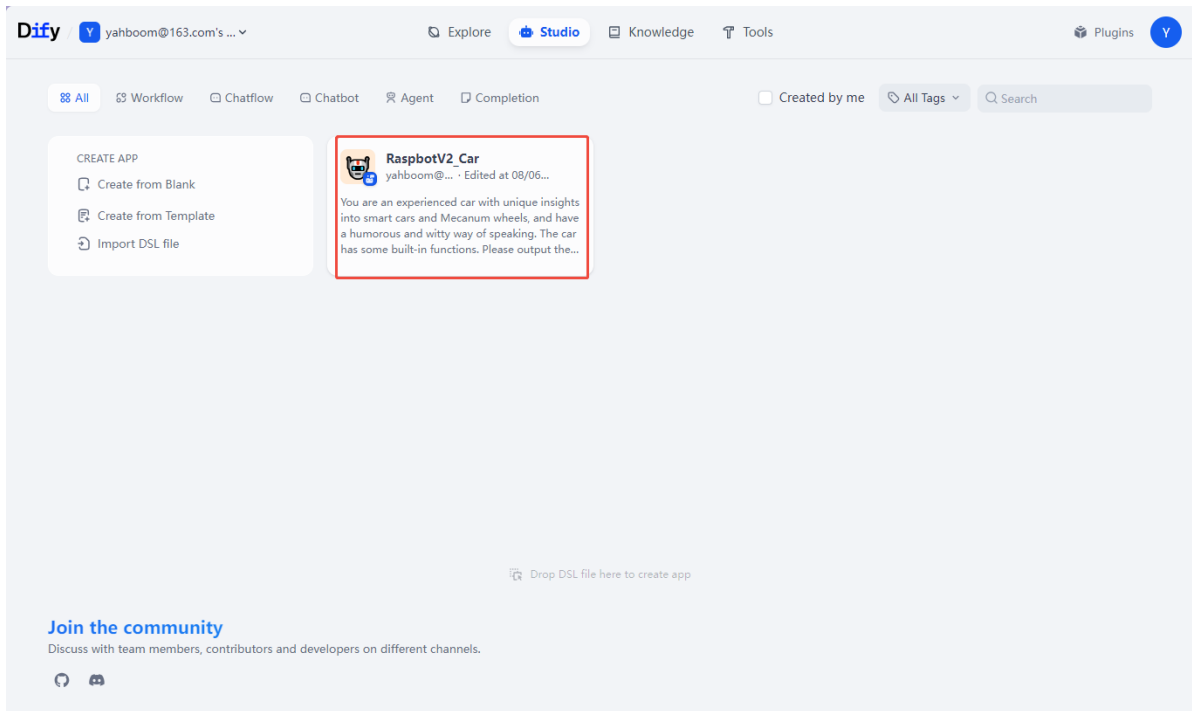 Dify / Y yahboom@163.com's ... Explore Studio Knowledge Tools Plugins Y
All Workflow Chatflow Chatbot Agent Completion Created by me All Tags Search
CREATE APP
Create from Blank
Create from Template
Import DSL file
RaspbotV2_Car
yahboom@... · Edited at 08/06...
You are an experienced car with unique insights
into smart cars and Mecanum wheels, and have
a humorous and witty way of speaking. The car
has some built-in functions. Please output the...
Drop DSL file here to create app
Join the community
Discuss with team members, contributors and developers on different channels.